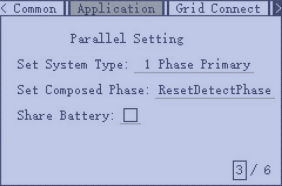 < Common Application Grid Connect >
Parallel Setting
Set System Type: 1 Phase Primary
Set Composed Phase: ResetDetectPhase
Share Battery:
3 / 6